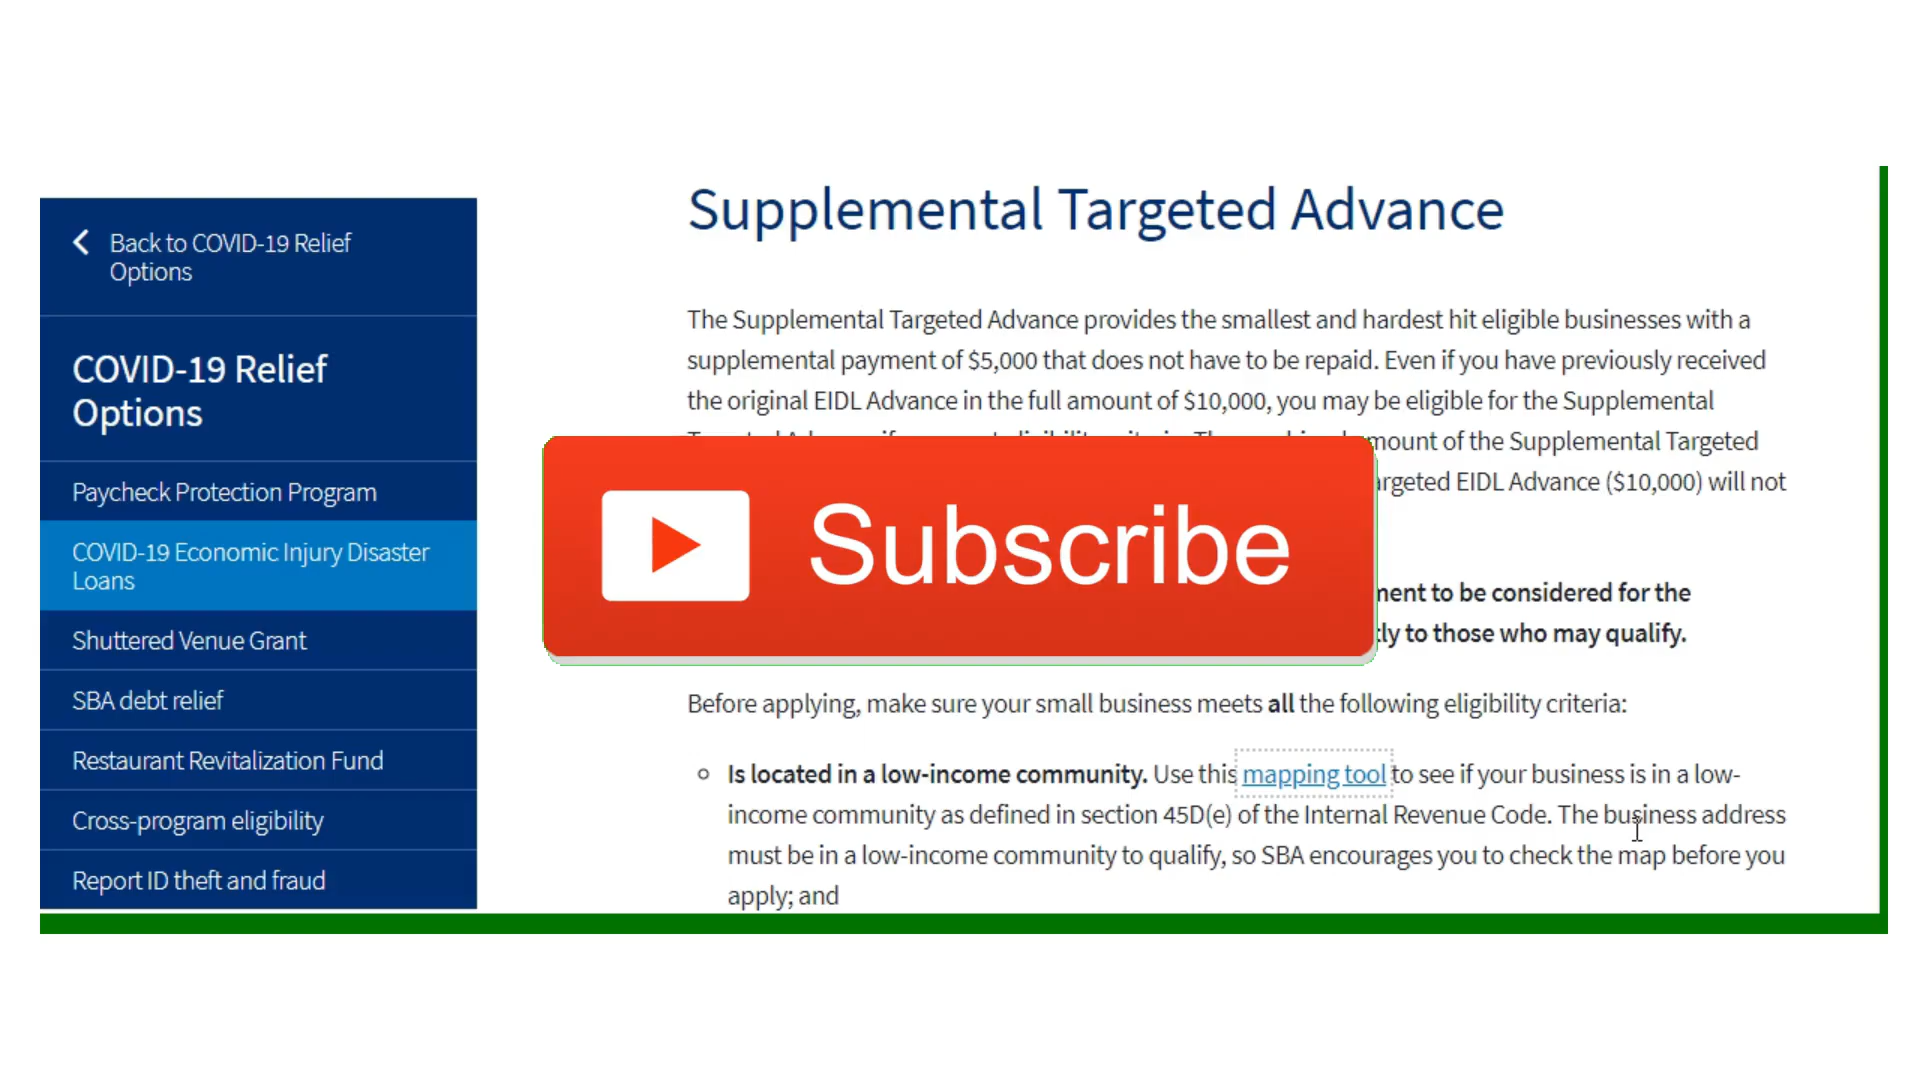 Back to COVID-19 Relief
Options
COVID-19 Relief
Options
Paycheck Protection Program
COVID-19 Economic Injury Disaster
Loans
Shuttered Venue Grant
SBA debt relief
Restaurant Revitalization Fund
Cross-program eligibility
Report ID theft and fraud
Supplemental Targeted Advance
The Supplemental Targeted Advance provides the smallest and hardest hit eligible businesses with a
supplemental payment of $5,000 that does not have to be repaid. Even if you have previously received
the original EIDL Advance in the full amount of $10,000, you may be eligible for the Supplemental
amount of the Supplemental Targeted
EIDL Advance ($10,000) will not
Subscribe
to be considered for the
to those who may qualify.
Before applying, make sure your small business meets all the following eligibility criteria:
Is located in a low-income community. Use this mapping tool to see if your business is in a low-
income community as defined in section 45D(e) of the Internal Revenue Code. The business address
must be in a low-income community to qualify, so SBA encourages you to check the map before you
apply; and